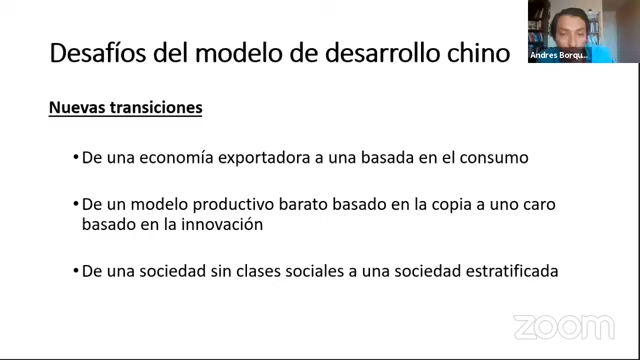 Desafíos del modelo de desarrollo chino
Andres Borqu...
Nuevas transiciones
• De una economía exportadora a una basada en el consumo
• De un modelo productivo barato basado en la copia a uno caro
basado en la innovación
• De una sociedad sin clases sociales a una sociedad estratificada
zoom